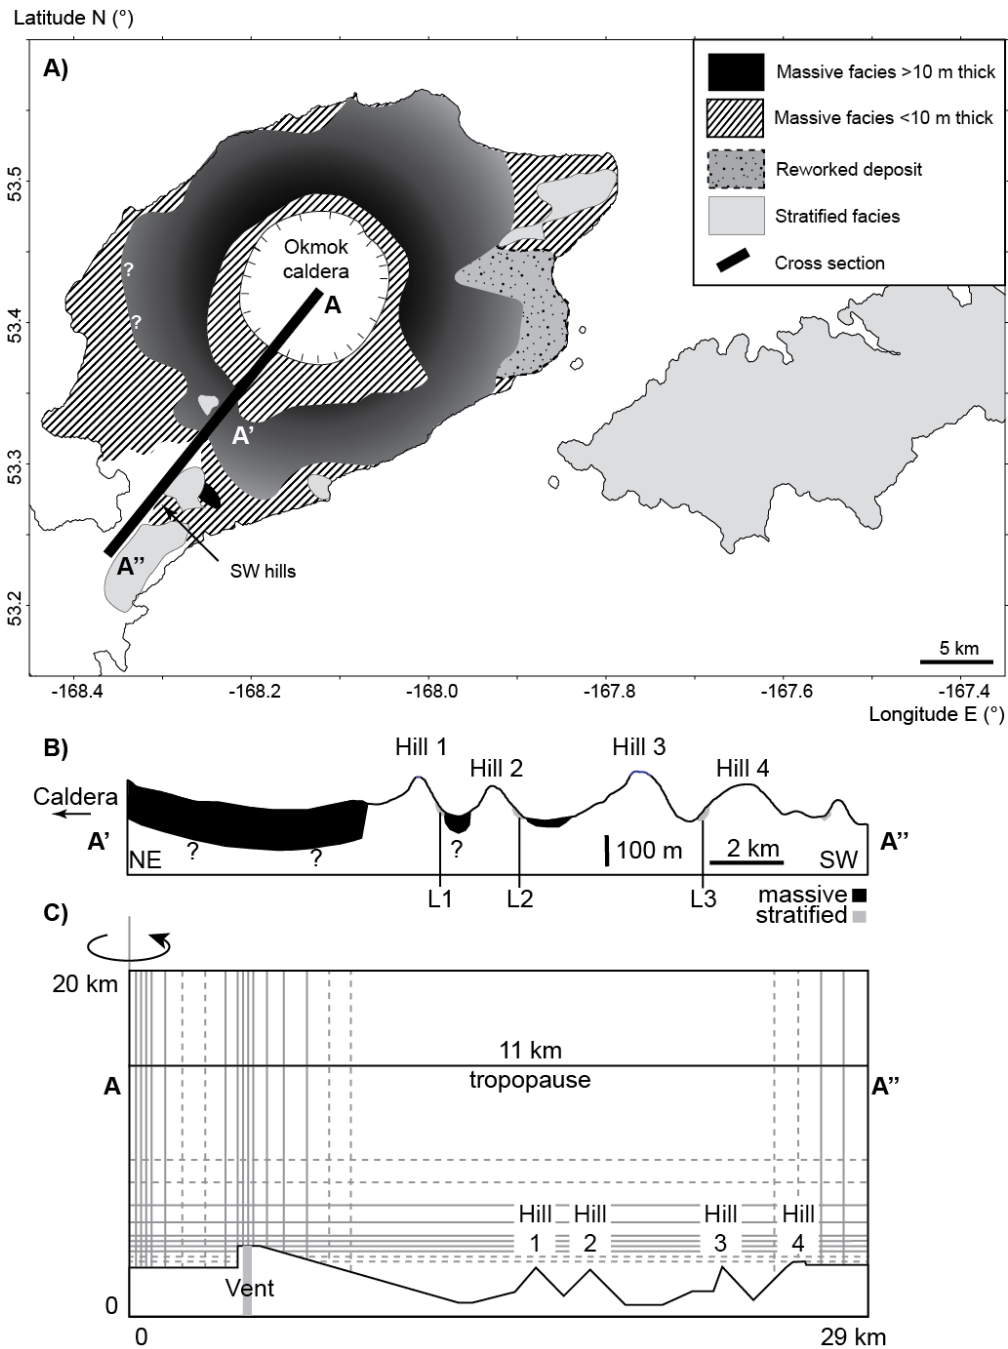 Latitude N (°)
A)
Massive facies >10 m thick
Massive facies <10 m thick
Reworked deposit
Stratified facies
Cross section
53.5
53.4
53.3
53.2
Okmok
caldera
A
?
?
A’
A”
SW hills
5 km
-168.4
-168.2
-168.0
-167.8
-167.6
-167.4
Longitude E (°)
B)
Hill 1
Hill 2
Hill 3
Hill 4
Caldera
A’
NE
?
?
?
100 m
2 km
SW
A”
L1
L2
L3
massive
stratified
C)
20 km
11 km
tropopause
A
A”
Hill
1
Hill
2
Hill
3
Hill
4
Vent
0
0
29 km